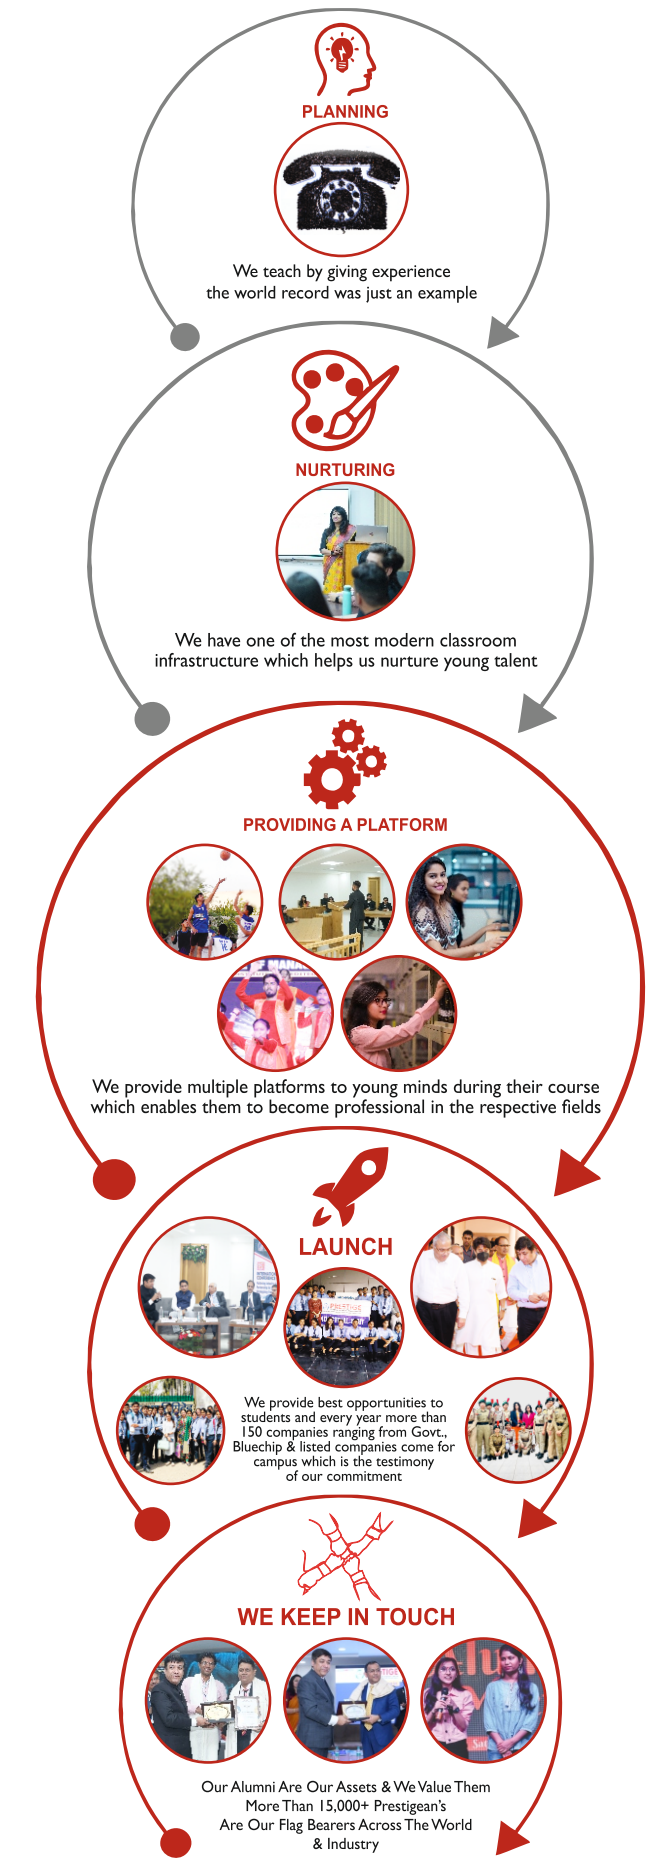 PLANNING
We teach by giving experience
the world record was just an example
NURTURING
We have one of the most modern classroom
infrastructure which helps us nurture young talent
PROVIDING A PLATFORM
OF MANAG
We provide multiple platforms to young minds during their course
which enables them to become professional in the respective fields
LAUNCH
INTERNATIONAL
CONFERENCE
PRESTIGE
We provide best opportunities to
students and every year more than
150 companies ranging from Govt.,
Bluechip & listed companies come for
campus which is the testimony
of our commitment
WE KEEP IN TOUCH
Our Alumni Are Our Assets & We Value Them
More Than 15,000+ Prestigean's
Are Our Flag Bearers Across The World
& Industry